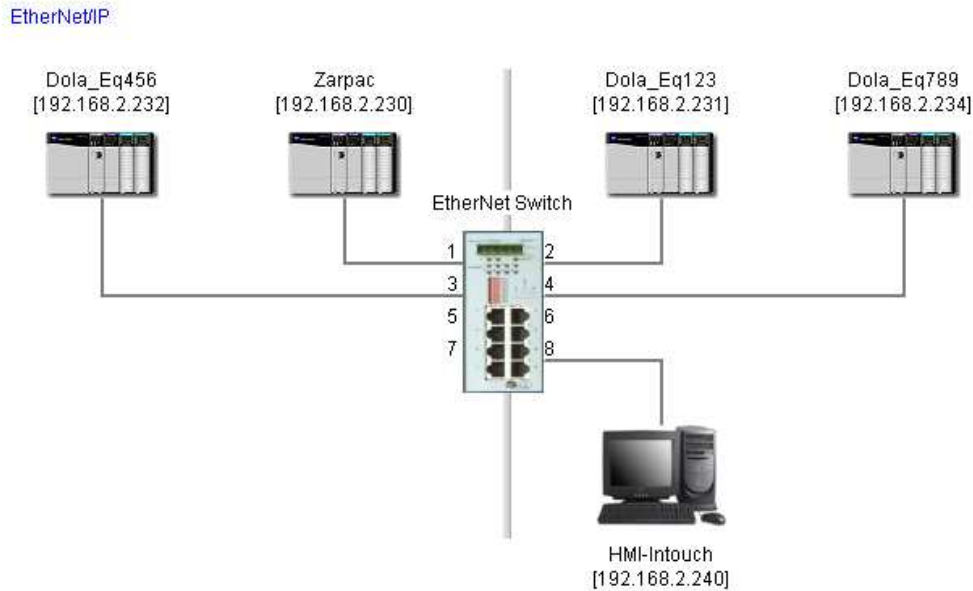 EtherNet/IP
Dola_Eq456
[192.168.2.232]
Zarpac
[192.168.2.230]
Dola_Eq123
[192.168.2.231]
Dola_Eq789
[192.168.2.234]
EtherNet Switch
1 2
3 4
5 6
7 8
HMI-Intouch
[192.168.2.240]